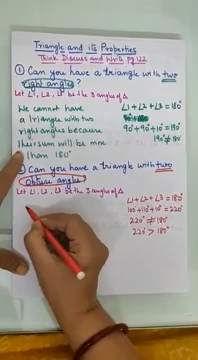 Triangle and its Properties
Think Discuss and Write pg 122
① Can you have a triangle with two
right angles?
Let ∠1, ∠2, ∠3 be the 3 angles of Δ
We cannot have
a triangle with two
right angles because
their sum will be more
than 180°
∠1 + ∠2 + ∠3 = 180°
90° + 90° + 10° = 190°
190° ≠ 180°
② Can you have a triangle with two
Obtuse angles
Let ∠1, ∠2, ∠3 be the 3 angles of Δ
∠1 + ∠2 + ∠3 = 180°
100° + 110° + 10° = 220°
220° ≠ 180°
220° > 180°